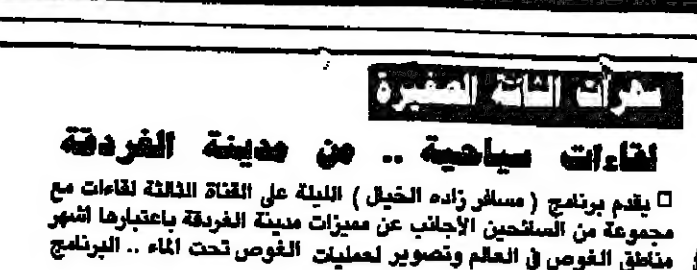 سهرات الشاشة الصغيرة
لقاءات سياحية .. من مدينة الغردقة
□ يقدم برنامج ( مسافر زاده الخيال ) الليلة على القناة الثالثة لقاءات مع
مجموعة من السائحين الأجانب عن مميزات مدينة الغردقة باعتبارها أشهر
مناطق الغوص في العالم وتصوير لعمليات الغوص تحت الماء .. البرنامج